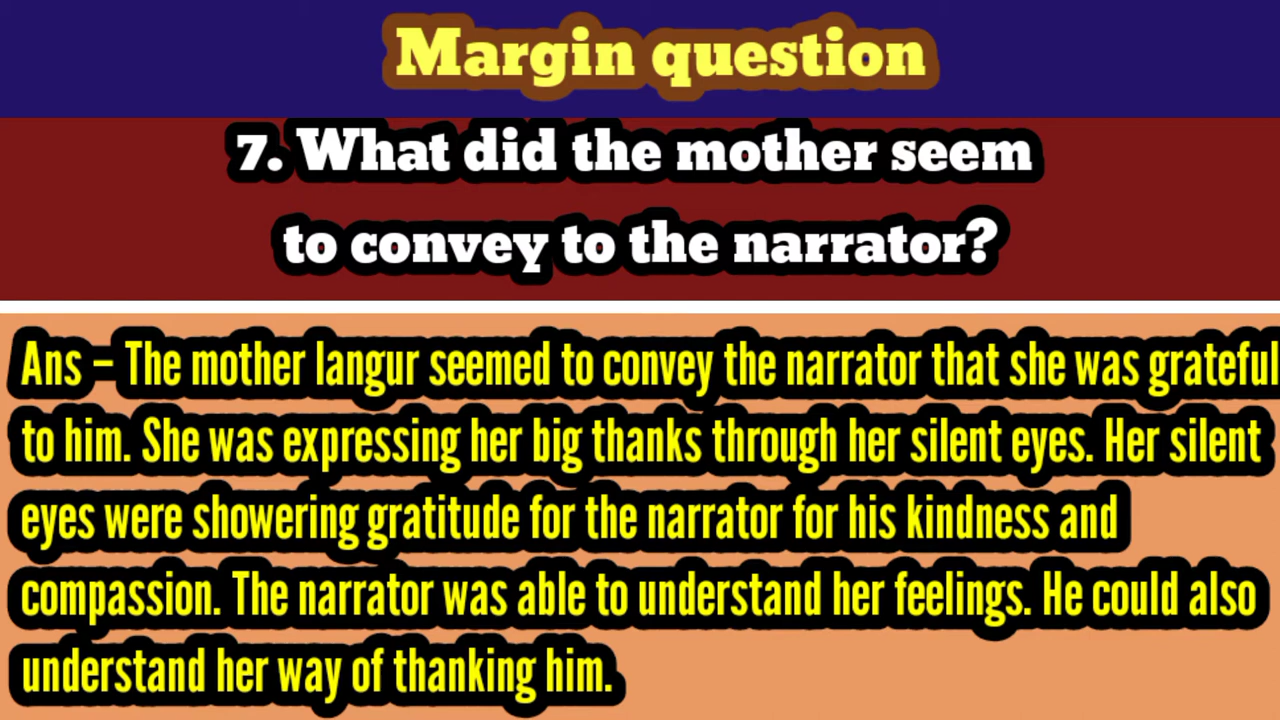 Margin question
7. What did the mother seem
to convey to the narrator?
Ans – The mother langur seemed to convey the narrator that she was grateful
to him. She was expressing her big thanks through her silent eyes. Her silent
eyes were showering gratitude for the narrator for his kindness and
compassion. The narrator was able to understand her feelings. He could also
understand her way of thanking him.